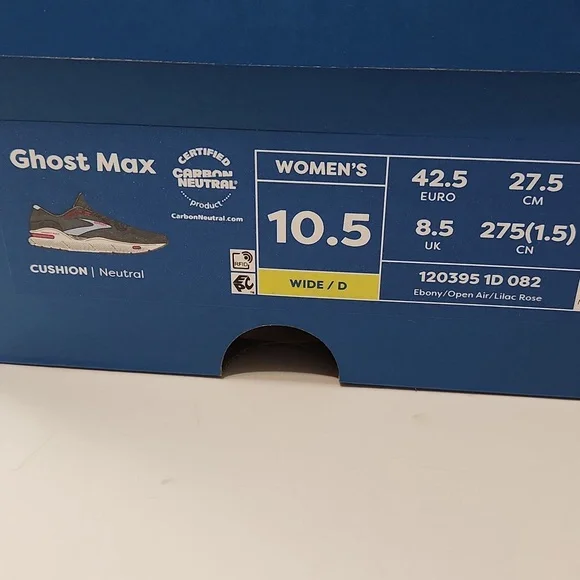 Ghost Max
CUSHION | Neutral
CERTIFIED
CARBON
NEUTRAL®
product
CarbonNeutral.com
RFID
WOMEN'S
10.5
WIDE / D
42.5
EURO
27.5
CM
8.5
UK
275(1.5)
CN
120395 1D 082
Ebony/Open Air/Lilac Rose